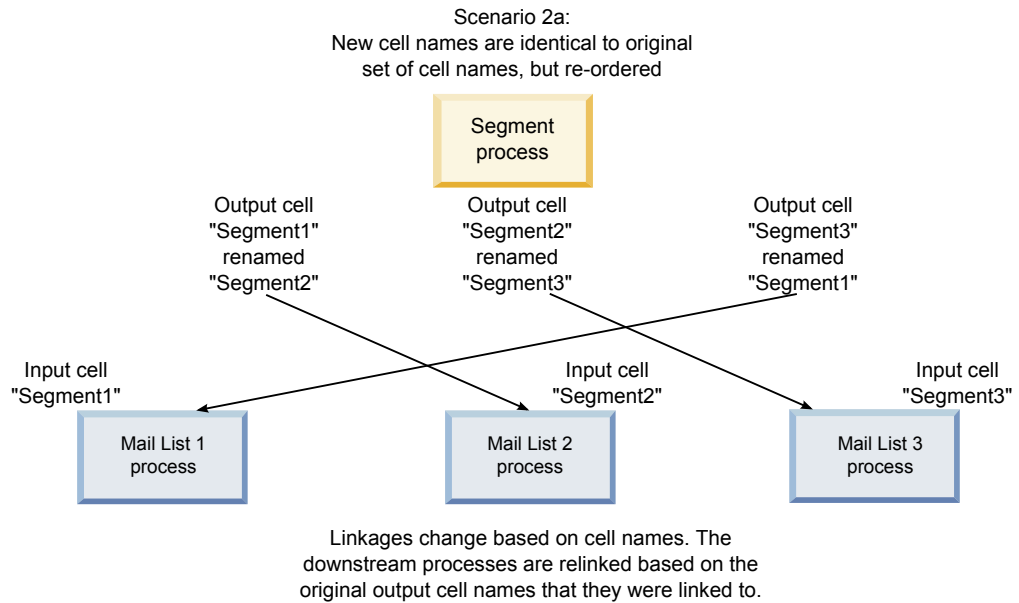 Scenario 2a:
New cell names are identical to original
set of cell names, but re-ordered
Segment
process
Output cell
"Segment1"
renamed
"Segment2"
Output cell
"Segment2"
renamed
"Segment3"
Output cell
"Segment3"
renamed
"Segment1"
Input cell
"Segment1"
Input cell
"Segment2"
Input cell
"Segment3"
Mail List 1
process
Mail List 2
process
Mail List 3
process
Linkages change based on cell names. The
downstream processes are relinked based on the
original output cell names that they were linked to.